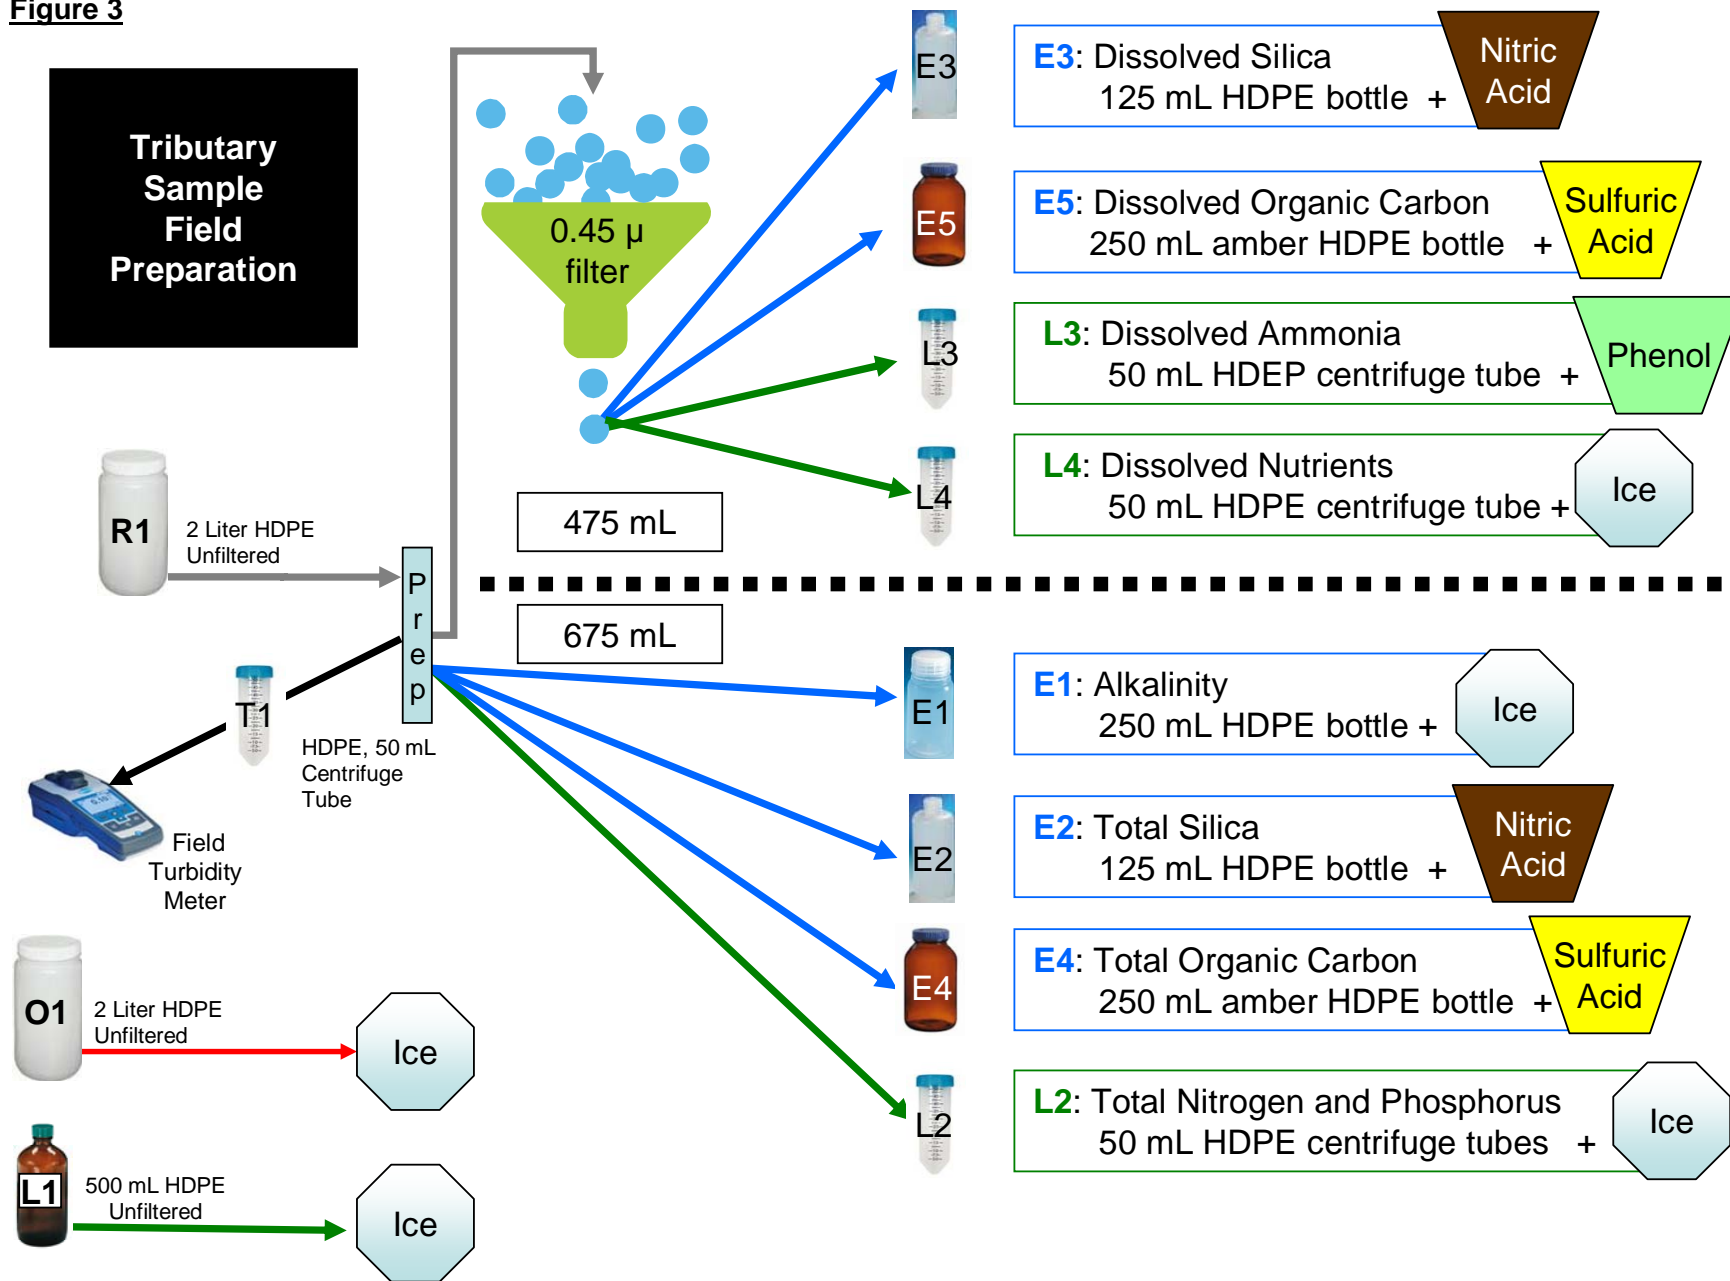 Figure 3
Tributary
Sample
Field
Preparation
0.45 µ
filter
E3
E3: Dissolved Silica
125 mL HDPE bottle +
Nitric
Acid
E5
E5: Dissolved Organic Carbon
250 mL amber HDPE bottle +
Sulfuric
Acid
L3
L3: Dissolved Ammonia
50 mL HDEP centrifuge tube +
Phenol
L4
L4: Dissolved Nutrients
50 mL HDPE centrifuge tube +
Ice
475 mL
R1
2 Liter HDPE
Unfiltered
P
r
e
p
675 mL
T1
HDPE, 50 mL
Centrifuge
Tube
Field
Turbidity
Meter
E1
E1: Alkalinity
250 mL HDPE bottle +
Ice
E2
E2: Total Silica
125 mL HDPE bottle +
Nitric
Acid
E4
E4: Total Organic Carbon
250 mL amber HDPE bottle +
Sulfuric
Acid
L2
L2: Total Nitrogen and Phosphorus
50 mL HDPE centrifuge tubes +
Ice
O1
2 Liter HDPE
Unfiltered
Ice
L1
500 mL HDPE
Unfiltered
Ice